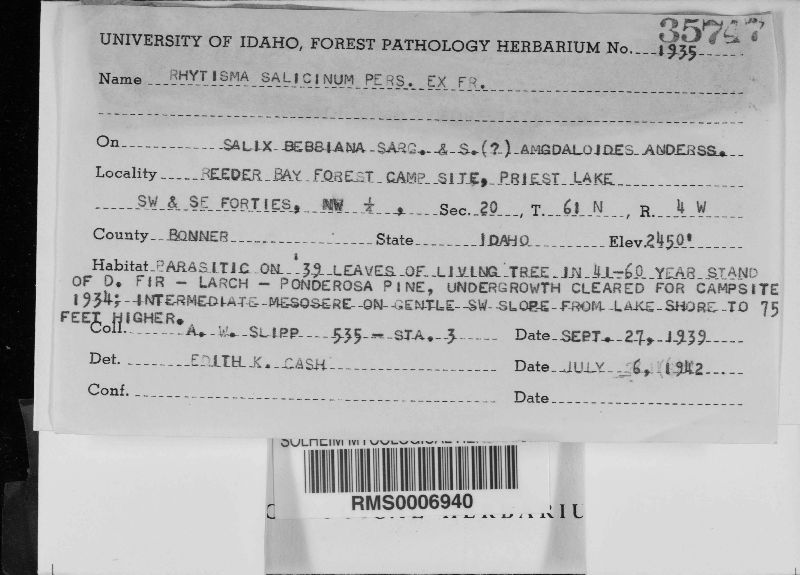 35747
UNIVERSITY OF IDAHO, FOREST PATHOLOGY HERBARIUM No. 1935
Name RHYTISMA SALICINUM PERS. EX FR.
On SALIX BEBBIANA SARG. & S.(?) AMGDALOIDES ANDERSS.
Locality REEDER BAY FOREST CAMP SITE, PRIEST LAKE
SW & SE FORTIES, NW ¼, Sec. 20, T. 61 N, R. 4 W
County BONNER State IDAHO Elev. 2450'
Habitat PARASITIC ON '39 LEAVES OF LIVING TREE IN 41-60 YEAR STAND
OF D. FIR - LARCH - PONDEROSA PINE, UNDERGROWTH CLEARED FOR CAMPSITE
1934; INTERMEDIATE MESOSERE ON GENTLE SW SLOPE FROM LAKE SHORE TO 75
FEET HIGHER.
Coll. A. W. SLIPP 535 - STA. 3 Date SEPT. 27, 1939
Det. EDITH K. CASH Date JULY 6, 1942
Conf. Date
SOLHEIM MYCOLOGICAL
RMS0006940
HERBARIU